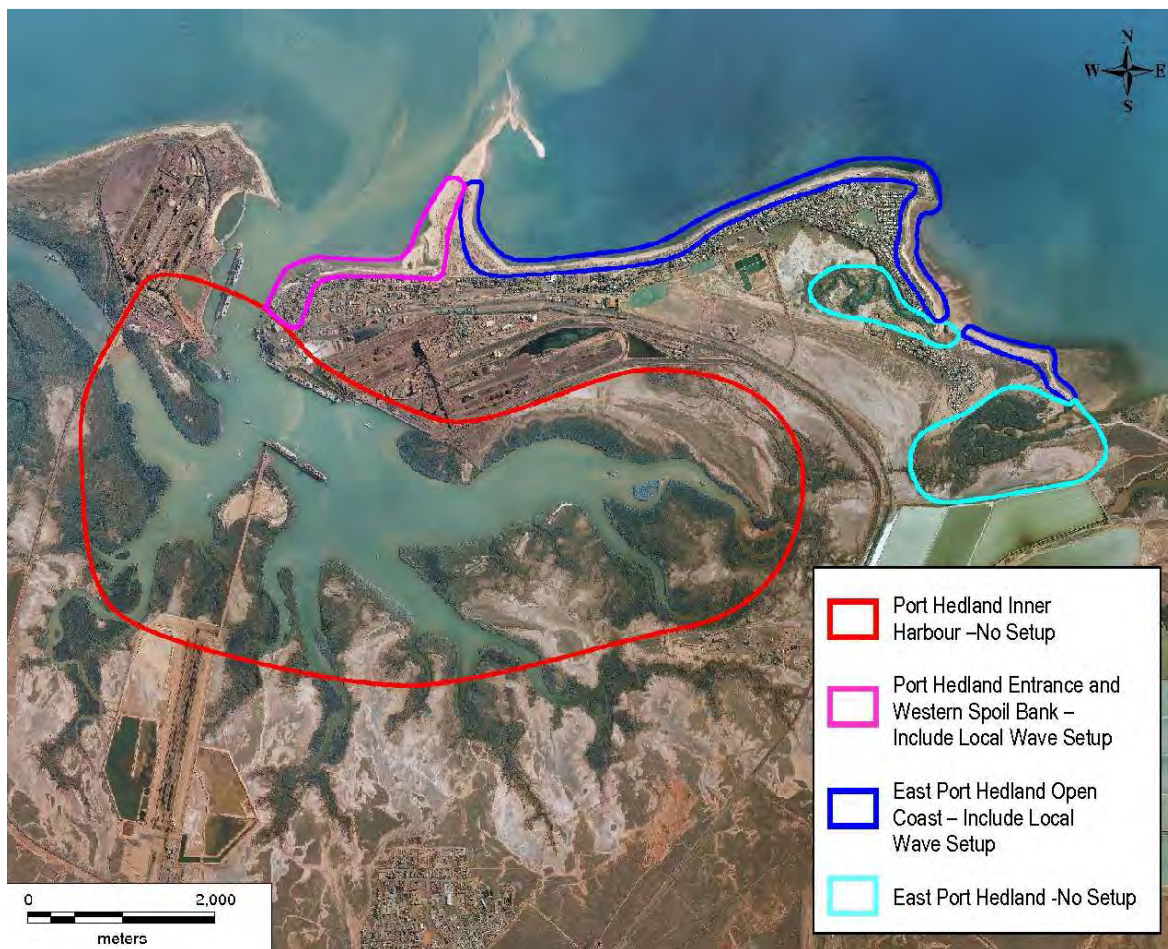 N
W E
S
Port Hedland Inner
Harbour –No Setup
Port Hedland Entrance and
Western Spoil Bank –
Include Local Wave Setup
East Port Hedland Open
Coast – Include Local
Wave Setup
East Port Hedland -No Setup
0 2,000
meters